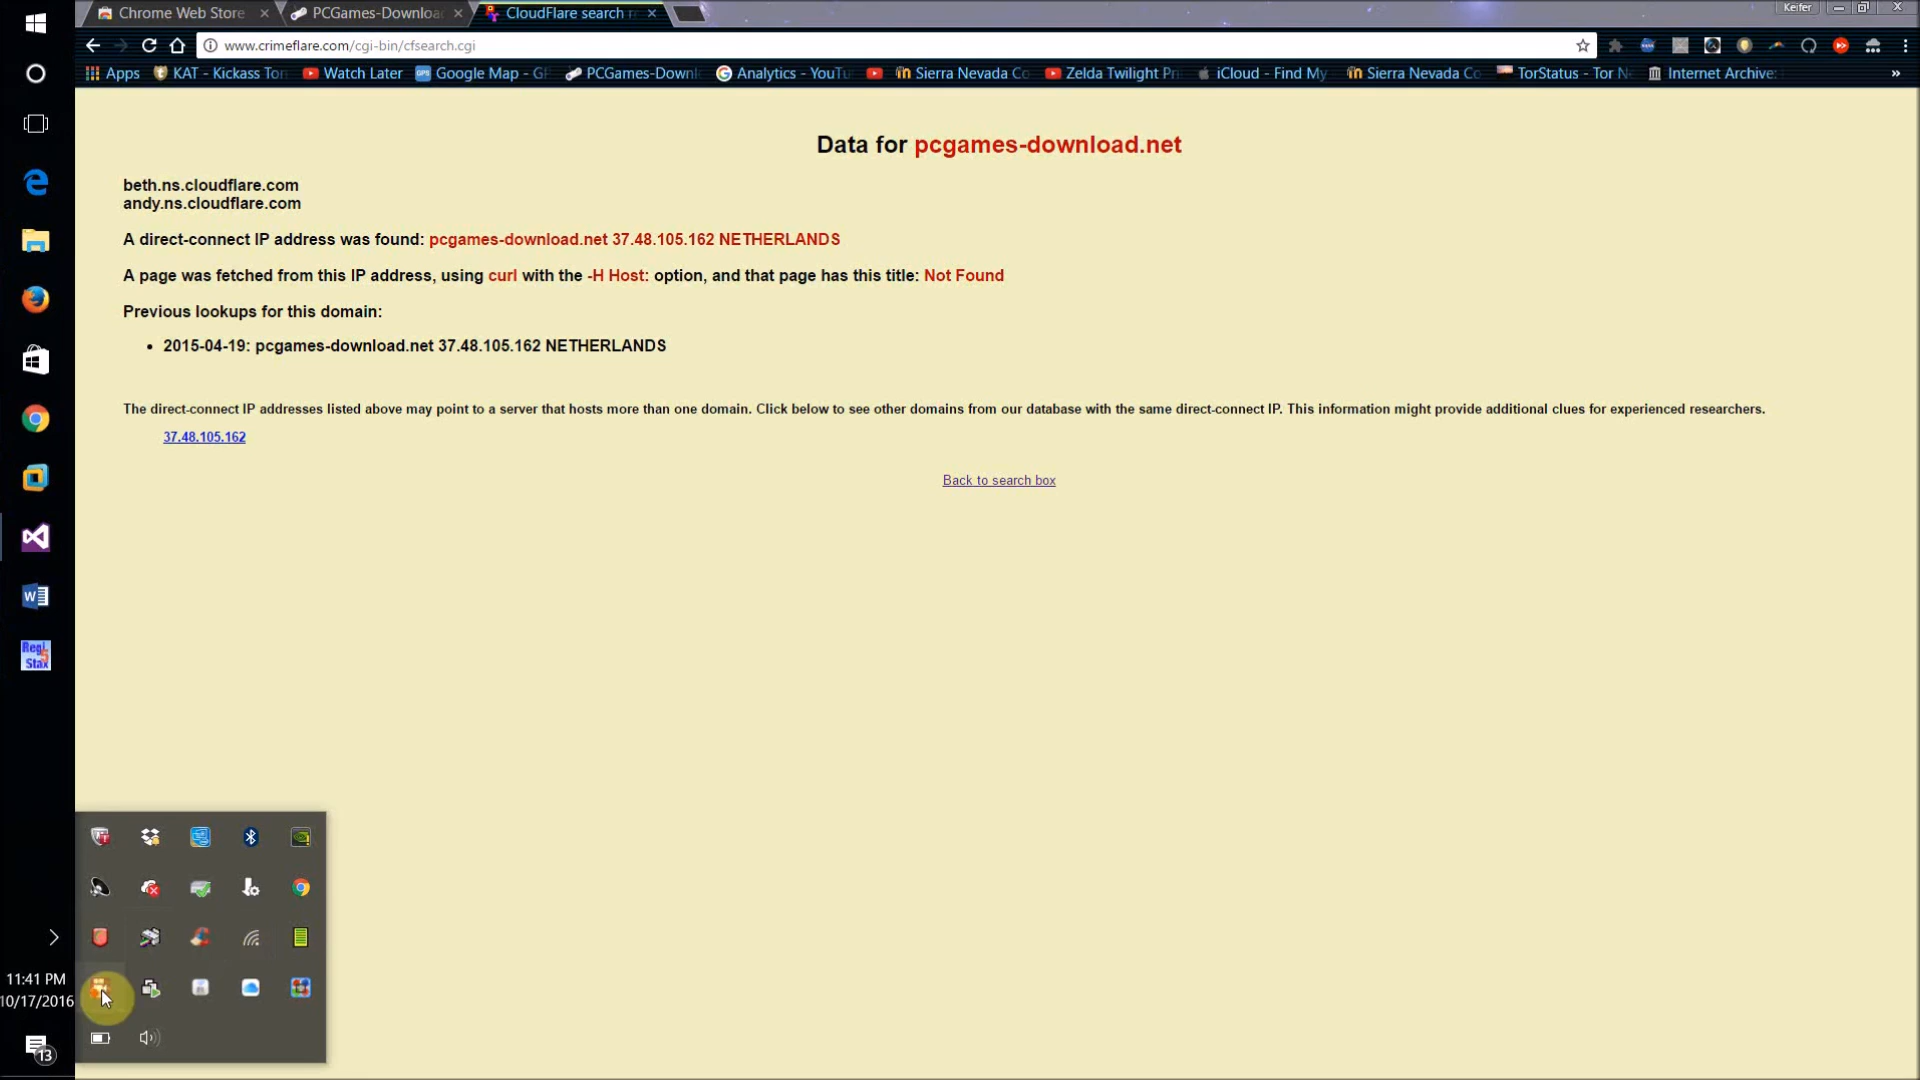 Chrome Web Store
PCGames-Downloa
CloudFlare search r
Keifer
www.crimeflare.com/cgi-bin/cfsearch.cgi
Apps
KAT - Kickass Tor
Watch Later
Google Map - G
PCGames-Downl
Analytics - YouTu
Sierra Nevada Co
Zelda Twilight Pri
iCloud - Find My
Sierra Nevada Co
TorStatus - Tor N
Internet Archive:
»
Data for pcgames-download.net
beth.ns.cloudflare.com
andy.ns.cloudflare.com
A direct-connect IP address was found: pcgames-download.net 37.48.105.162 NETHERLANDS
A page was fetched from this IP address, using curl with the -H Host: option, and that page has this title: Not Found
Previous lookups for this domain:
• 2015-04-19: pcgames-download.net 37.48.105.162 NETHERLANDS
The direct-connect IP addresses listed above may point to a server that hosts more than one domain. Click below to see other domains from our database with the same direct-connect IP. This information might provide additional clues for experienced researchers.
37.48.105.162
Back to search box
Regi
Stax
11:41 PM
10/17/2016
13